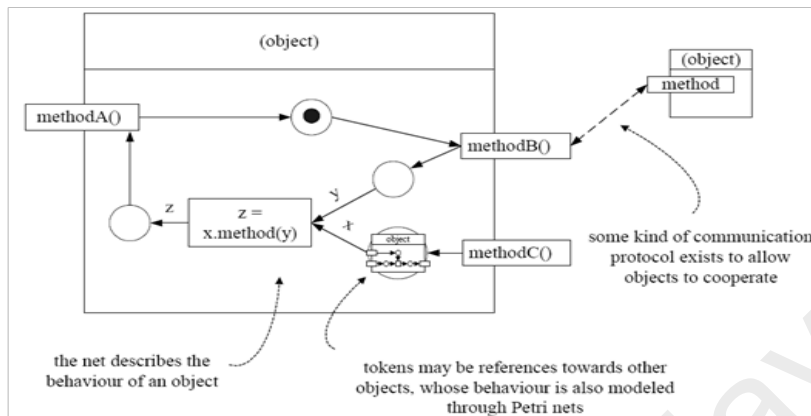 (object)
(object)
method
methodA()
methodB()
y
z
z =
x.method(y)
x
object
methodC()
some kind of communication
protocol exists to allow
objects to cooperate
the net describes the
behaviour of an object
tokens may be references towards other
objects, whose behaviour is also modeled
through Petri nets